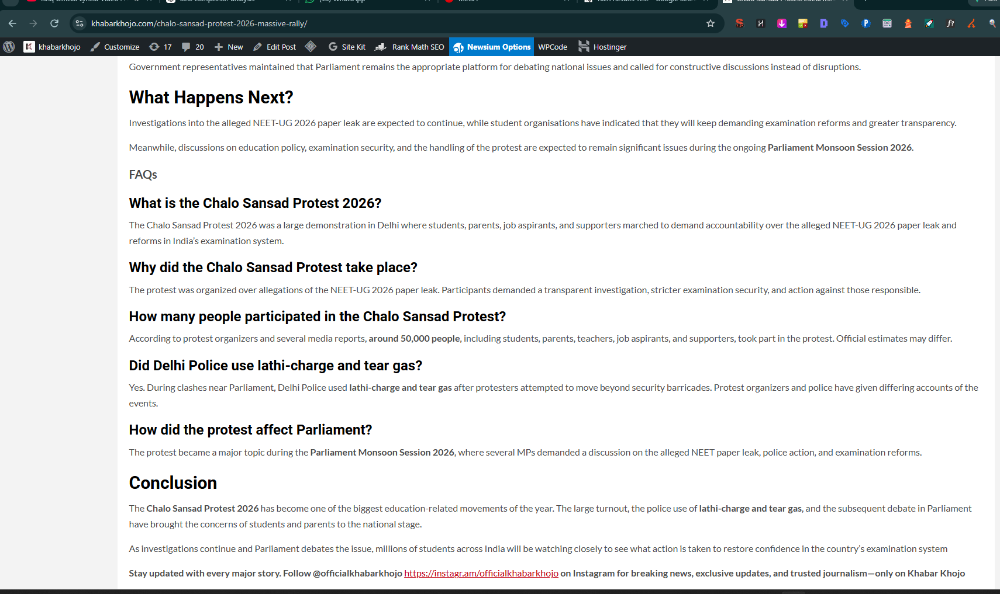 SEO competitor analysis
WhatsApp
MEGA
khabarkhojo.com/chalo-sansad-protest-2026-massive-rally/
khabarkhojo Customize 17 20 New Edit Post Site Kit Rank Math SEO Newsium Options WPCode Hostinger
Government representatives maintained that Parliament remains the appropriate platform for debating national issues and called for constructive discussions instead of disruptions.
What Happens Next?
Investigations into the alleged NEET-UG 2026 paper leak are expected to continue, while student organisations have indicated that they will keep demanding examination reforms and greater transparency.
Meanwhile, discussions on education policy, examination security, and the handling of the protest are expected to remain significant issues during the ongoing Parliament Monsoon Session 2026.
FAQs
What is the Chalo Sansad Protest 2026?
The Chalo Sansad Protest 2026 was a large demonstration in Delhi where students, parents, job aspirants, and supporters marched to demand accountability over the alleged NEET-UG 2026 paper leak and
reforms in India’s examination system.
Why did the Chalo Sansad Protest take place?
The protest was organized over allegations of the NEET-UG 2026 paper leak. Participants demanded a transparent investigation, stricter examination security, and action against those responsible.
How many people participated in the Chalo Sansad Protest?
According to protest organizers and several media reports, around 50,000 people, including students, parents, teachers, job aspirants, and supporters, took part in the protest. Official estimates may differ.
Did Delhi Police use lathi-charge and tear gas?
Yes. During clashes near Parliament, Delhi Police used lathi-charge and tear gas after protesters attempted to move beyond security barricades. Protest organizers and police have given differing accounts of the
events.
How did the protest affect Parliament?
The protest became a major topic during the Parliament Monsoon Session 2026, where several MPs demanded a discussion on the alleged NEET paper leak, police action, and examination reforms.
Conclusion
The Chalo Sansad Protest 2026 has become one of the biggest education-related movements of the year. The large turnout, the police use of lathi-charge and tear gas, and the subsequent debate in Parliament
have brought the concerns of students and parents to the national stage.
As investigations continue and Parliament debates the issue, millions of students across India will be watching closely to see what action is taken to restore confidence in the country’s examination system
Stay updated with every major story. Follow @officialkhabarkhojo https://instagr.am/officialkhabarkhojo on Instagram for breaking news, exclusive updates, and trusted journalism—only on Khabar Khojo